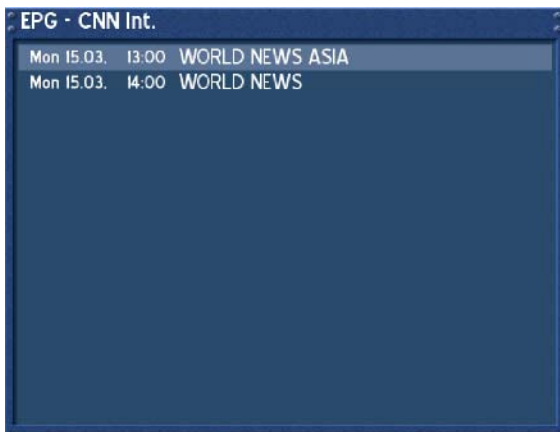 EPG - CNN Int.
Mon 15.03. 13:00 WORLD NEWS ASIA
Mon 15.03. 14:00 WORLD NEWS